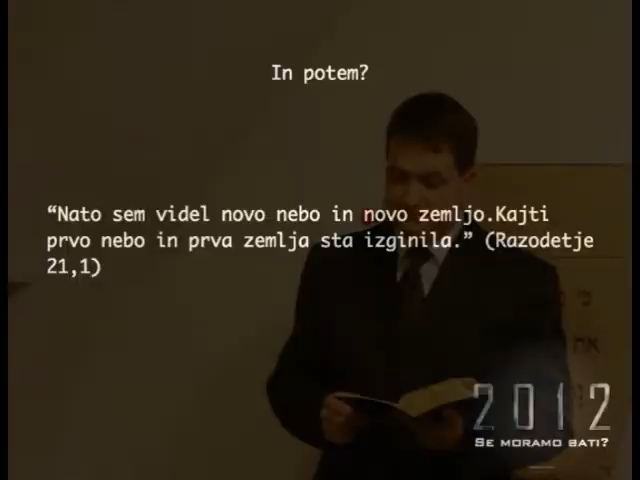 In potem?
“Nato sem videl novo nebo in novo zemljo.Kajti
prvo nebo in prva zemlja sta izginila.” (Razodetje
21,1)
2012
SE MORAMO BATI?